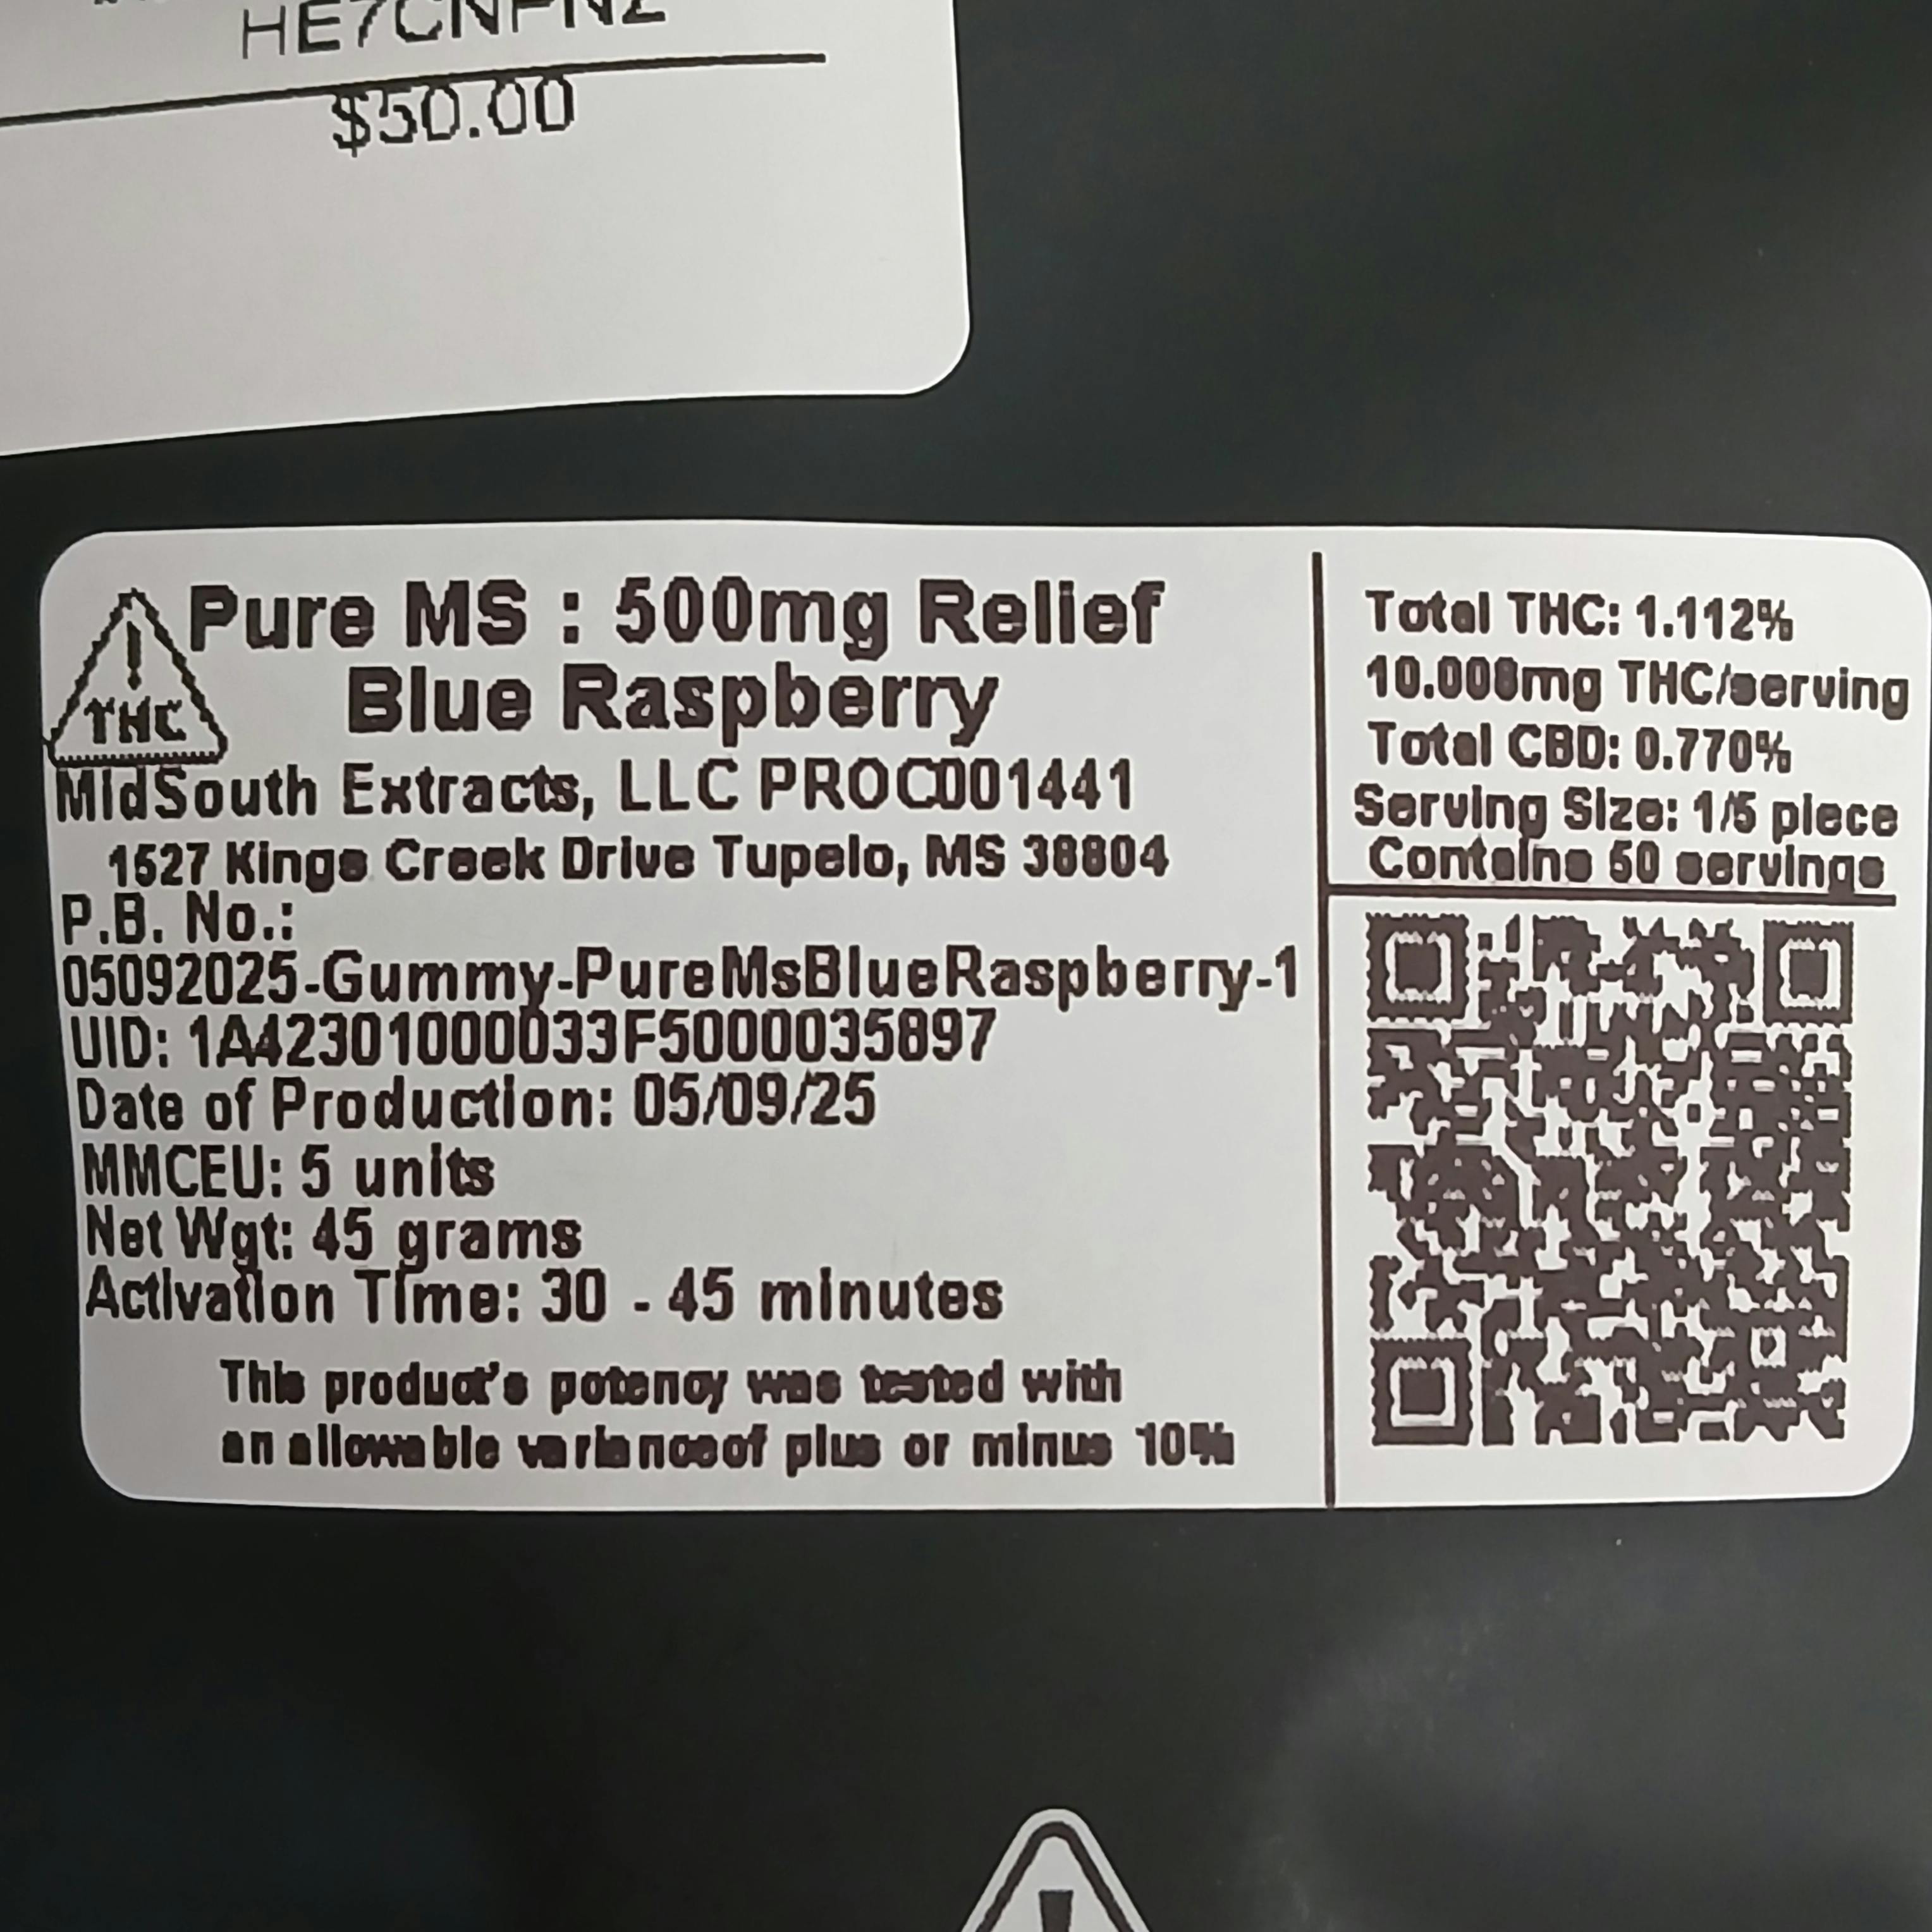 $50.00
THC
Pure MS : 500mg Relief
Blue Raspberry
MidSouth Extracts, LLC PROC001441
1527 Kings Creek Drive Tupelo, MS 38804
P.B. No.:
05092025-Gummy-PureMsBlueRaspberry-1
UID: 1A42301000033F5000035897
Date of Production: 05/09/25
MMCEU: 5 units
Net Wgt: 45 grams
Activation Time: 30 - 45 minutes
This product's potency was tested with
an allowable varianceof plus or minus 10%
Total THC: 1.112%
10.008mg THC/serving
Total CBD: 0.770%
Serving Size: 1/5 piece
Contains 50 servings